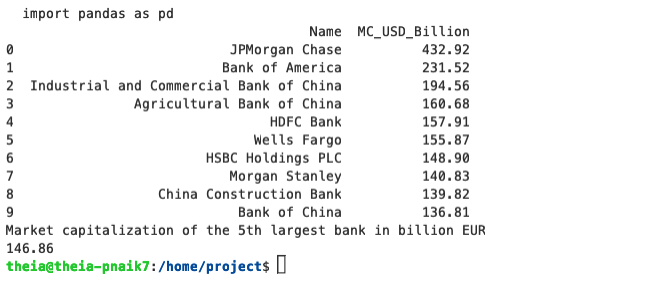 import pandas as pd
Name MC_USD_Billion
0 JPMorgan Chase 432.92
1 Bank of America 231.52
2 Industrial and Commercial Bank of China 194.56
3 Agricultural Bank of China 160.68
4 HDFC Bank 157.91
5 Wells Fargo 155.87
6 HSBC Holdings PLC 148.90
7 Morgan Stanley 140.83
8 China Construction Bank 139.82
9 Bank of China 136.81
Market capitalization of the 5th largest bank in billion EUR
146.86
theia@theia-pnaik7:/home/project$